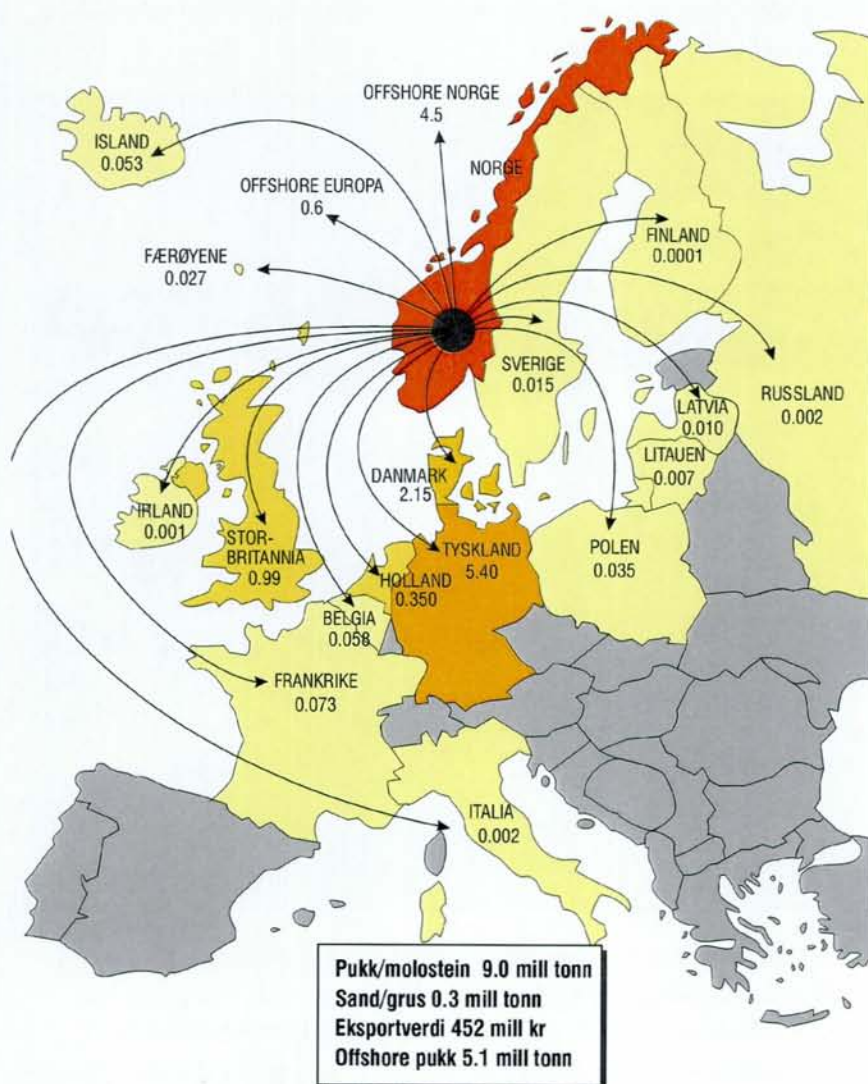 OFFSHORE NORGE
4.5
ISLAND
0.053
NORGE
OFFSHORE EUROPA
0.6
FINLAND
0.0001
FÆRØYENE
0.027
SVERIGE
0.015
RUSSLAND
0.002
LATVIA
0.010
LITAUEN
0.007
DANMARK
2.15
IRLAND
0.001
STOR-
BRITANNIA
0.99
TYSKLAND
5.40
POLEN
0.035
HOLLAND
0.350
BELGIA
0.058
FRANKRIKE
0.073
ITALIA
0.002
Pukk/molostein 9.0 mill tonn
Sand/grus 0.3 mill tonn
Eksportverdi 452 mill kr
Offshore pukk 5.1 mill tonn